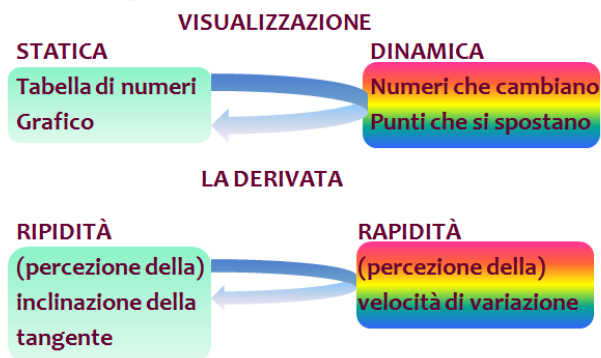 VISUALIZZAZIONE
STATICA
Tabella di numeri
Grafico
DINAMICA
Numeri che cambiano
Punti che si spostano
LA DERIVATA
RIPIDITÀ
(percezione della)
inclinazione della
tangente
RAPIDITÀ
(percezione della)
velocità di variazione